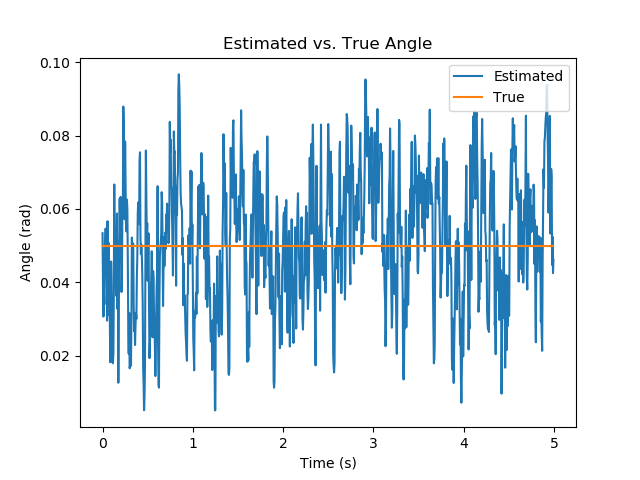 Estimated vs. True Angle
Estimated
True
0.10
0.08
0.06
0.04
0.02
Angle (rad)
0 1 2 3 4 5
Time (s)